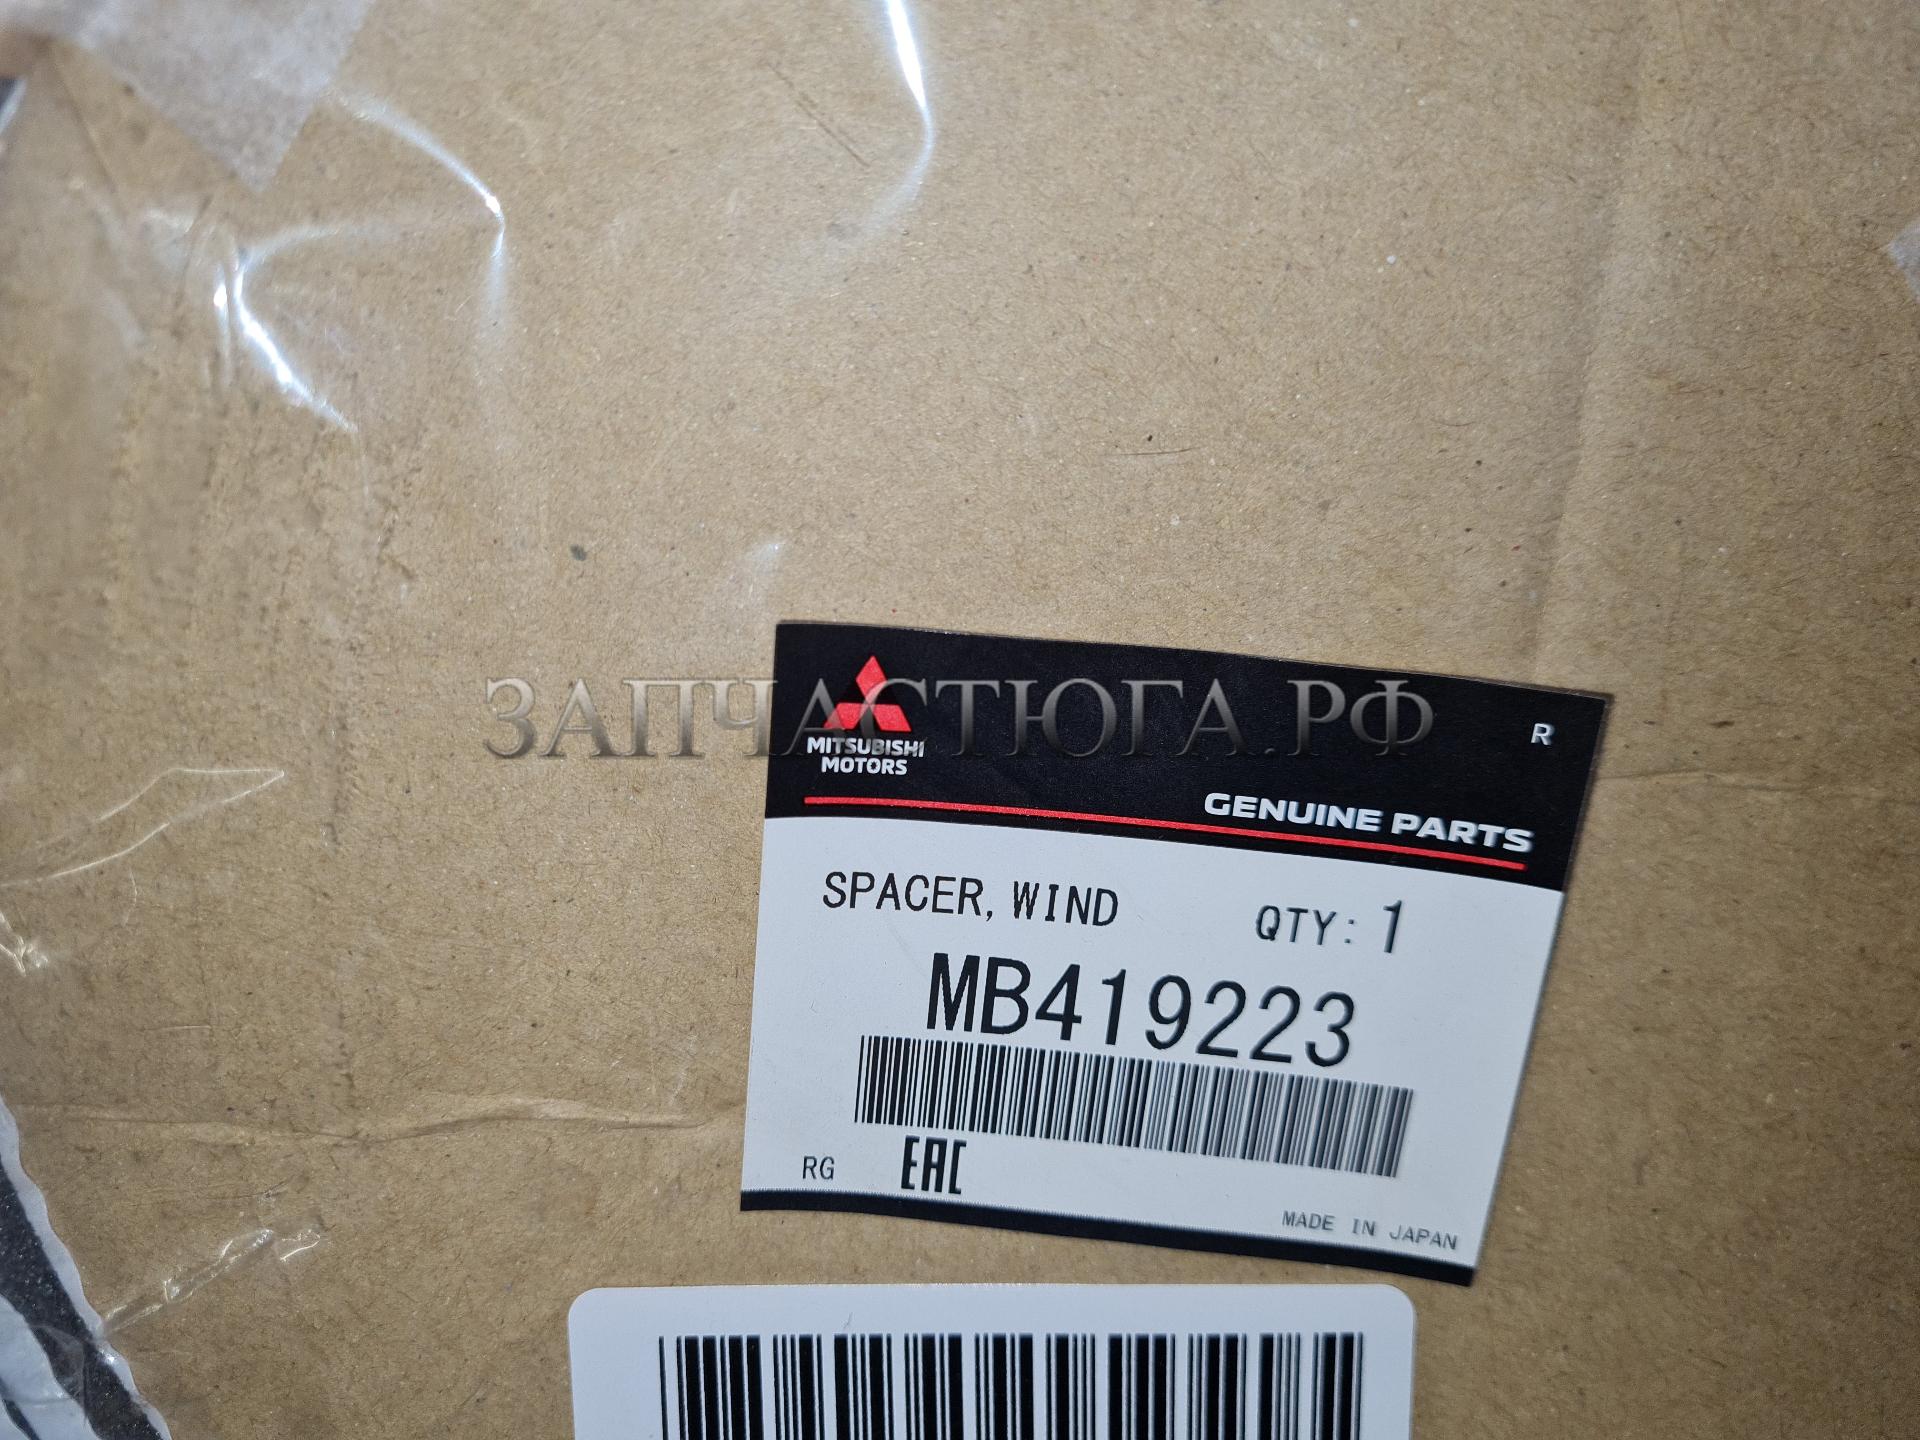 ЗАПЧАСТЮГА.РФ
MITSUBISHI
MOTORS
R
GENUINE PARTS
SPACER, WIND
QTY: 1
MB419223
RG
EAC
MADE IN JAPAN